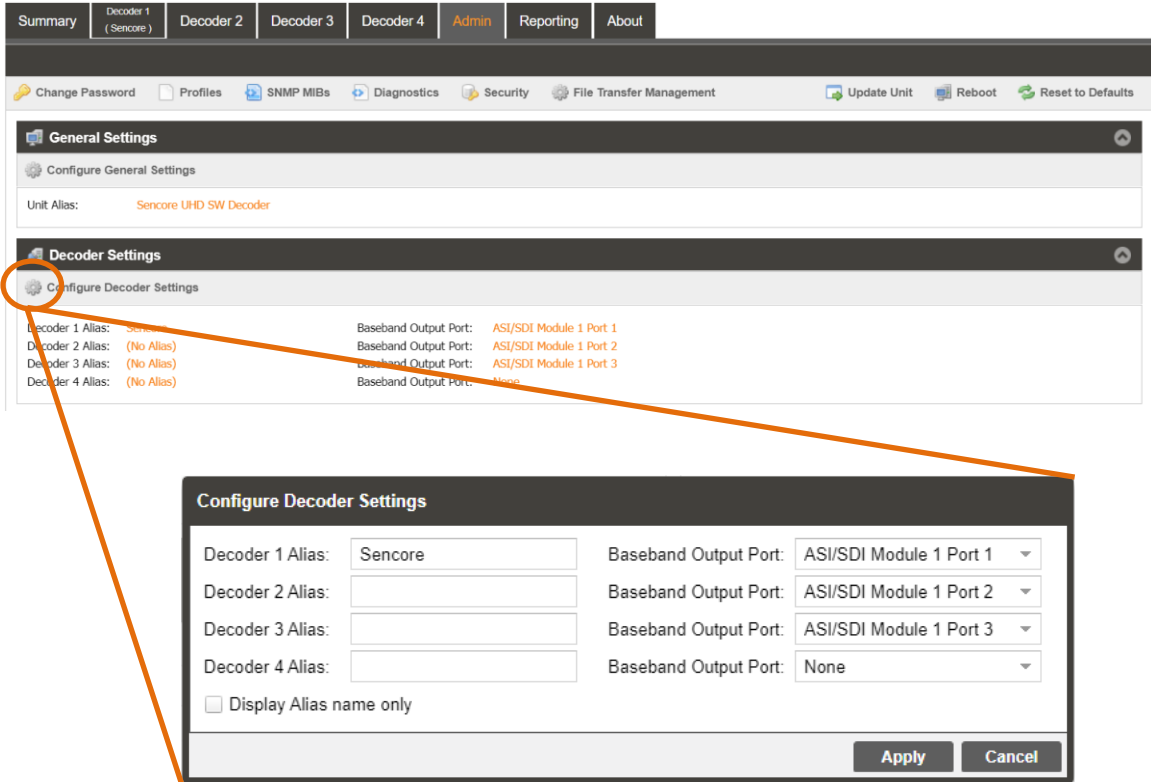 Summary Decoder 1 ( Sencore ) Decoder 2 Decoder 3 Decoder 4 Admin Reporting About
Change Password Profiles SNMP MIBs Diagnostics Security File Transfer Management Update Unit Reboot Reset to Defaults
General Settings
Configure General Settings
Unit Alias: Sencore UHD SW Decoder
Decoder Settings
Configure Decoder Settings
Decoder 1 Alias: Sencore Baseband Output Port: ASI/SDI Module 1 Port 1
Decoder 2 Alias: (No Alias) Baseband Output Port: ASI/SDI Module 1 Port 2
Decoder 3 Alias: (No Alias) Baseband Output Port: ASI/SDI Module 1 Port 3
Decoder 4 Alias: (No Alias) Baseband Output Port: None
Configure Decoder Settings
Decoder 1 Alias: Sencore Baseband Output Port: ASI/SDI Module 1 Port 1
Decoder 2 Alias: Baseband Output Port: ASI/SDI Module 1 Port 2
Decoder 3 Alias: Baseband Output Port: ASI/SDI Module 1 Port 3
Decoder 4 Alias: Baseband Output Port: None
Display Alias name only
Apply Cancel